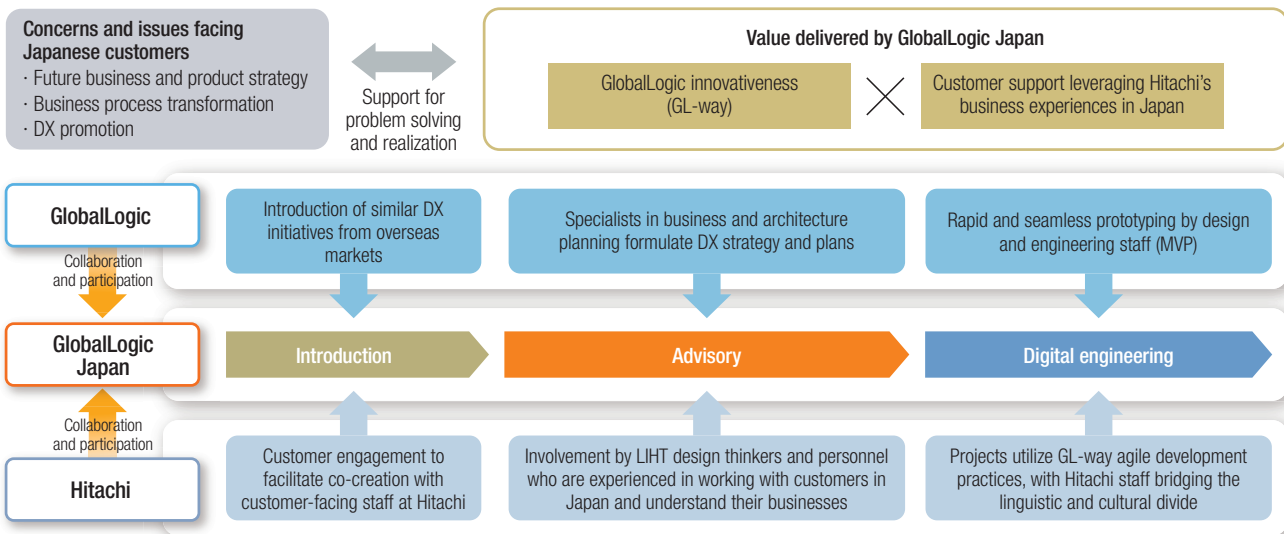 Concerns and issues facing
Japanese customers
· Future business and product strategy
· Business process transformation
· DX promotion
Support for
problem solving
and realization
Value delivered by GlobalLogic Japan
GlobalLogic innovativeness
(GL-way)
Customer support leveraging Hitachi's
business experiences in Japan
GlobalLogic
Introduction of similar DX
initiatives from overseas
markets
Specialists in business and architecture
planning formulate DX strategy and plans
Rapid and seamless prototyping by design
and engineering staff (MVP)
Collaboration
and participation
GlobalLogic
Japan
Introduction
Advisory
Digital engineering
Collaboration
and participation
Hitachi
Customer engagement to
facilitate co-creation with
customer-facing staff at Hitachi
Involvement by LIHT design thinkers and personnel
who are experienced in working with customers in
Japan and understand their businesses
Projects utilize GL-way agile development
practices, with Hitachi staff bridging the
linguistic and cultural divide